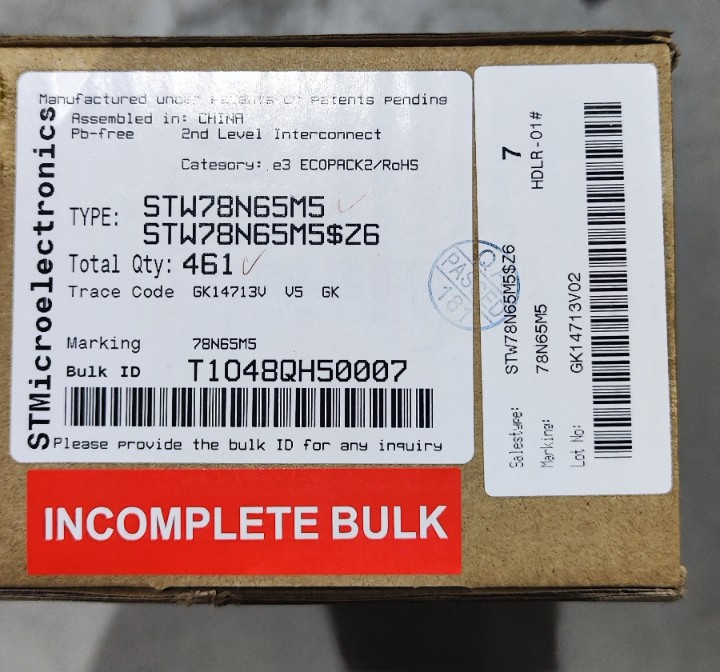 STMicroelectronics
Manufactured under Patents or patents pending
Assembled in: CHINA
Pb-free 2nd Level Interconnect
Category: e3 ECOPACK2/RoHS
TYPE: STW78N65M5
STW78N65M5$Z6
Total Qty: 461
Trace Code GK14713V V5 GK
Marking 78N65M5
Bulk ID T1048QH50007
Please provide the bulk ID for any inquiry
INCOMPLETE BULK
QA
PASSED
181
7
HDLR-01#
Salestype: STW78N65M5$Z6
Marking: 78N65M5
Lot No: GK14713V02